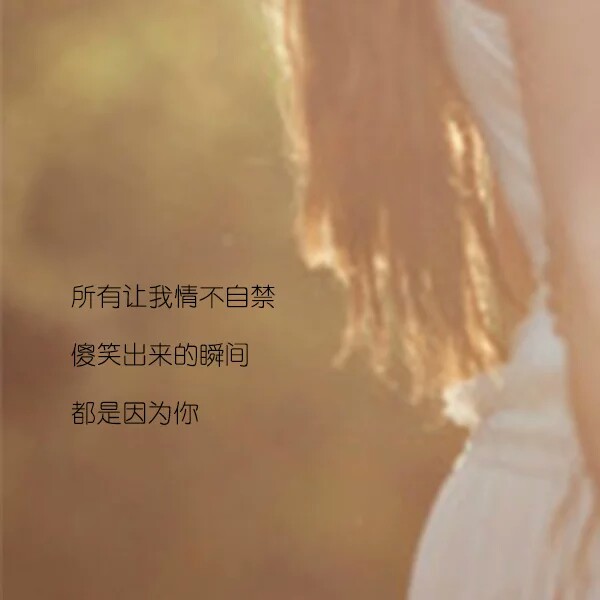 所有让我情不自禁
傻笑出来的瞬间
都是因为你